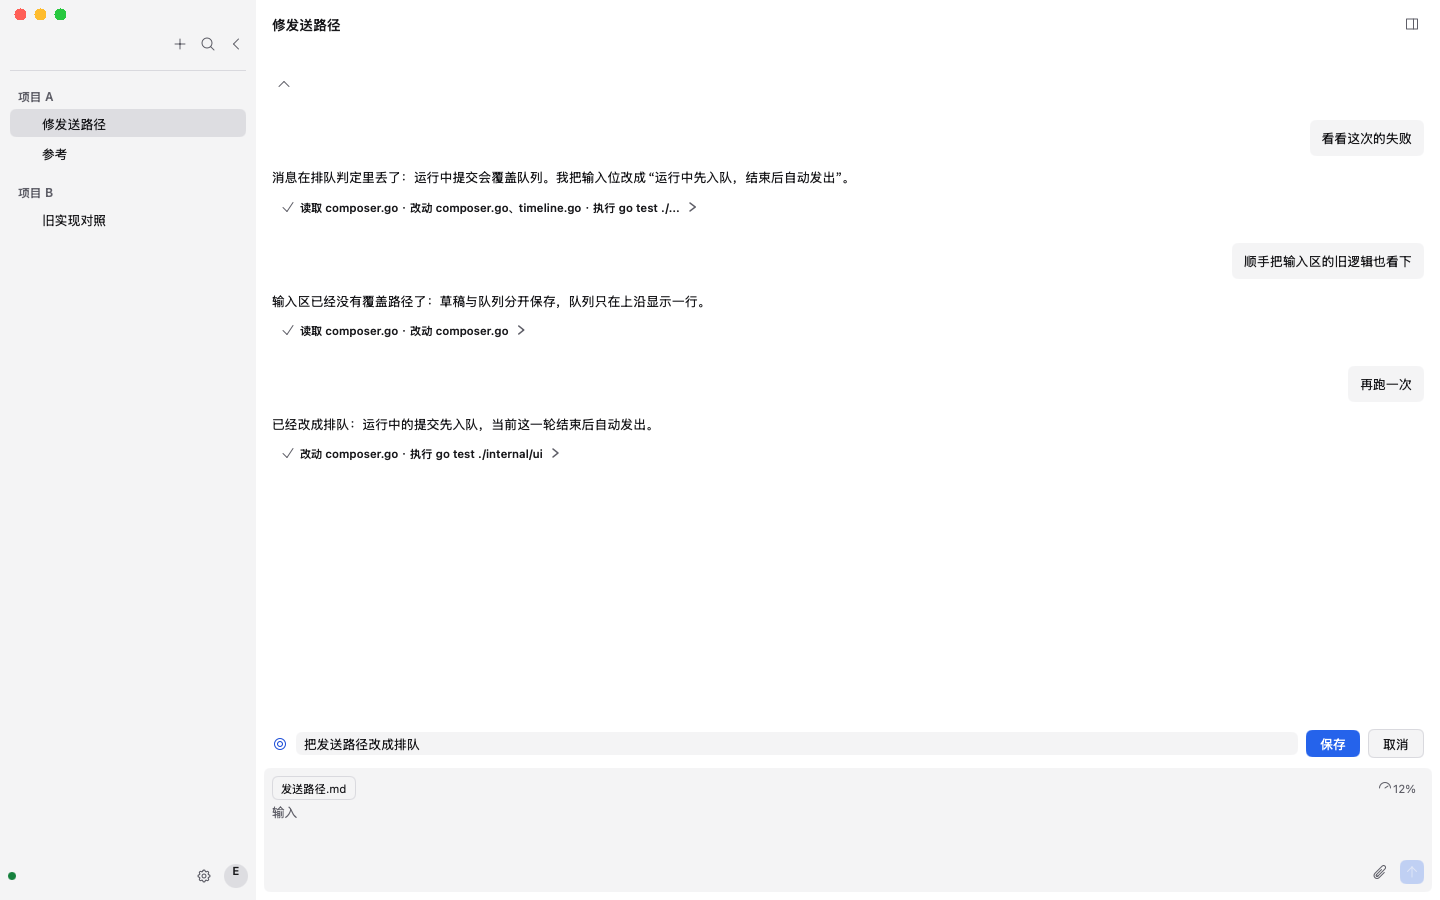 修发送路径
项目 A
修发送路径
参考
项目 B
旧实现对照
看看这次的失败
消息在排队判定里丢了：运行中提交会覆盖队列。我把输入位改成 “运行中先入队，结束后自动发出”。
读取 composer.go · 改动 composer.go、timeline.go · 执行 go test ./...
顺手把输入区的旧逻辑也看下
输入区已经没有覆盖路径了：草稿与队列分开保存，队列只在上沿显示一行。
读取 composer.go · 改动 composer.go
再跑一次
已经改成排队：运行中的提交先入队，当前这一轮结束后自动发出。
改动 composer.go · 执行 go test ./internal/ui
把发送路径改成排队
保存
取消
发送路径.md
12%
输入
E